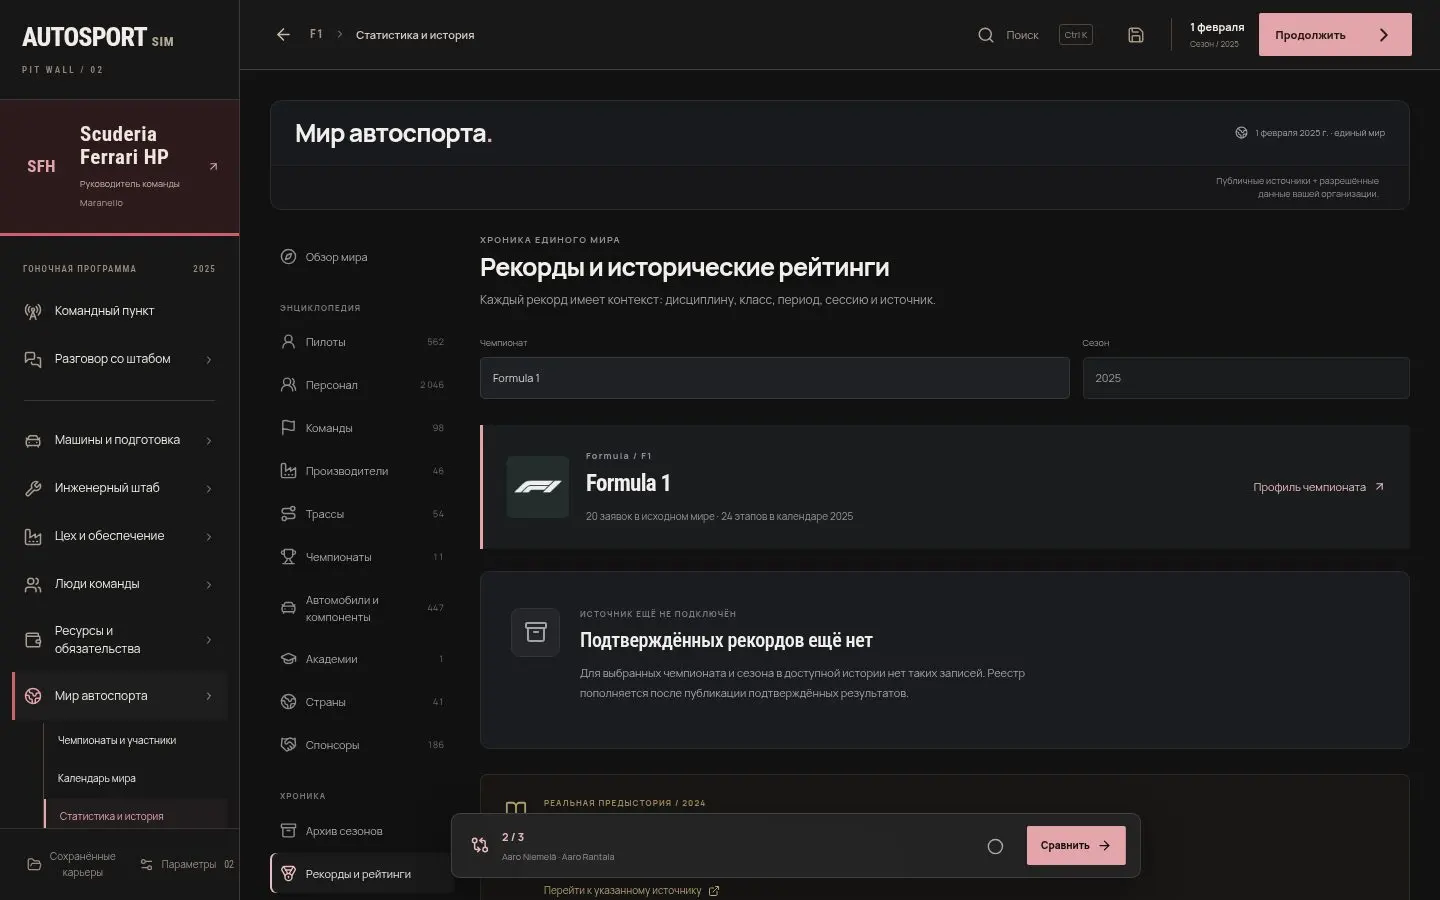 AUTOSPORT SIM
PIT WALL / 02
SFH
Scuderia
Ferrari HP
Руководитель команды
Maranello
ГОНОЧНАЯ ПРОГРАММА 2025
Командный пункт
Разговор со штабом
Машины и подготовка
Инженерный штаб
Цех и обеспечение
Люди команды
Ресурсы и
обязательства
Мир автоспорта
Чемпионаты и участники
Календарь мира
Статистика и история
Сохранённые
карьеры
Параметры 02
F1 Статистика и история
Поиск Ctrl K
1 февраля
Сезон / 2025
Продолжить
Мир автоспорта.
1 февраля 2025 г. · единый мир
Публичные источники + разрешённые
данные вашей организации.
Обзор мира
ЭНЦИКЛОПЕДИЯ
Пилоты 562
Персонал 2 046
Команды 98
Производители 46
Трассы 54
Чемпионаты 11
Автомобили и
компоненты 447
Академии 1
Страны 41
Спонсоры 186
ХРОНИКА
Архив сезонов
Рекорды и рейтинги
ХРОНИКА ЕДИНОГО МИРА
Рекорды и исторические рейтинги
Каждый рекорд имеет контекст: дисциплину, класс, период, сессию и источник.
Чемпионат Сезон
Formula 1 2025
Formula / F1
Formula 1
20 заявок в исходном мире · 24 этапов в календаре 2025
Профиль чемпионата
ИСТОЧНИК ЕЩЁ НЕ ПОДКЛЮЧЁН
Подтверждённых рекордов ещё нет
Для выбранных чемпионата и сезона в доступной истории нет таких записей. Реестр
пополняется после публикации подтверждённых результатов.
РЕАЛЬНАЯ ПРЕДЫСТОРИЯ / 2024
2 / 3
Aaro Niemelä · Aaro Rantala
Сравнить
Перейти к указанному источнику